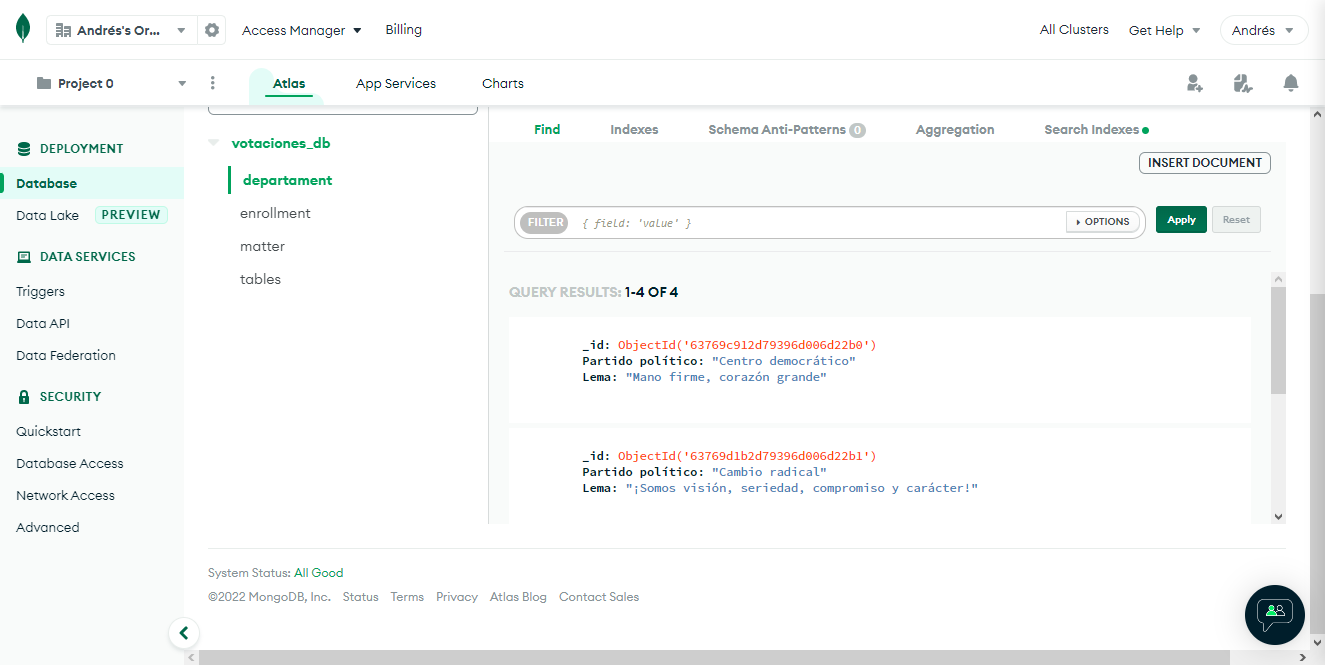 Andrés's Or... Access Manager Billing All Clusters Get Help Andrés
Project 0 Atlas App Services Charts
DEPLOYMENT
Database
Data Lake PREVIEW
DATA SERVICES
Triggers
Data API
Data Federation
SECURITY
Quickstart
Database Access
Network Access
Advanced
votaciones_db
departament
enrollment
matter
tables
Find Indexes Schema Anti-Patterns 0 Aggregation Search Indexes
INSERT DOCUMENT
FILTER { field: 'value' } OPTIONS Apply Reset
QUERY RESULTS: 1-4 OF 4
_id: ObjectId('63769c912d79396d006d22b0')
Partido político: "Centro democrático"
Lema: "Mano firme, corazón grande"
_id: ObjectId('63769d1b2d79396d006d22b1')
Partido político: "Cambio radical"
Lema: "¡Somos visión, seriedad, compromiso y carácter!"
System Status: All Good
©2022 MongoDB, Inc. Status Terms Privacy Atlas Blog Contact Sales